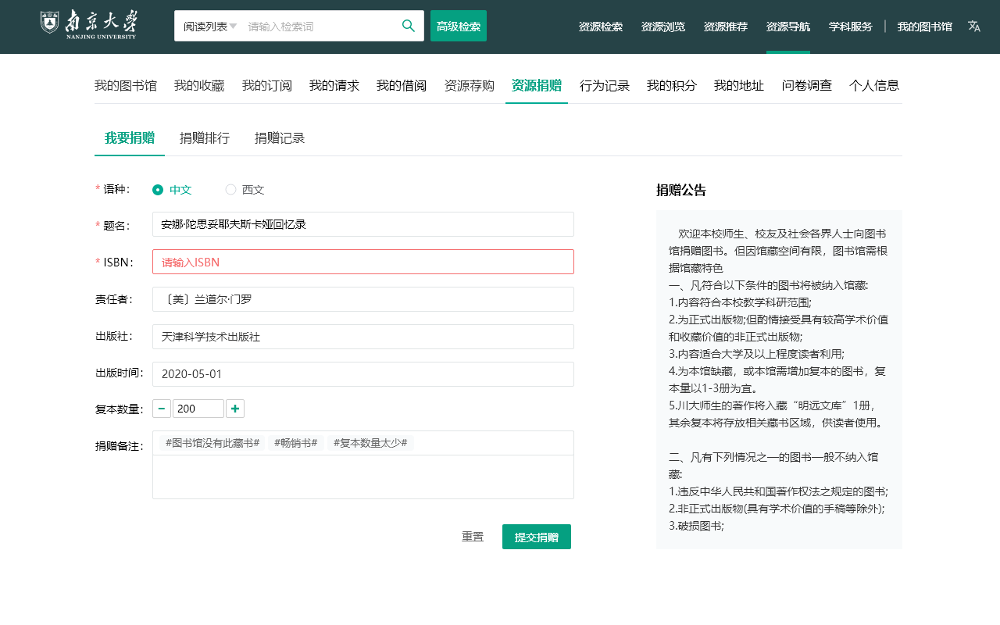 南京大学
NANJING UNIVERSITY
阅读列表 请输入检索词 高级检索 资源检索 资源浏览 资源推荐 资源导航 学科服务 我的图书馆
我的图书馆 我的收藏 我的订阅 我的请求 我的借阅 资源荐购 资源捐赠 行为记录 我的积分 我的地址 问卷调查 个人信息
我要捐赠 捐赠排行 捐赠记录
* 语种： 中文 西文
* 题名： 安娜·陀思妥耶夫斯卡娅回忆录
* ISBN： 请输入ISBN
责任者： 〔美〕兰道尔·门罗
出版社： 天津科学技术出版社
出版时间： 2020-05-01
复本数量： 200
捐赠备注： #图书馆没有此藏书# #畅销书# #复本数量太少#
重置 提交捐赠
捐赠公告
欢迎本校师生、校友及社会各界人士向图书
馆捐赠图书。但因馆藏空间有限，图书馆需根
据馆藏特色
一、凡符合以下条件的图书将被纳入馆藏:
1.内容符合本校教学科研范围;
2.为正式出版物;但酌情接受具有较高学术价值
和收藏价值的非正式出版物;
3.内容适合大学及以上程度读者利用;
4.为本馆缺藏，或本馆需增加复本的图书，复
本量以1-3册为宜。
5.川大师生的著作将入藏“明远文库”1册，
其余复本将存放相关藏书区域，供读者使用。
二、凡有下列情况之一的图书一般不纳入馆
藏:
1.违反中华人民共和国著作权法之规定的图书;
2.非正式出版物(具有学术价值的手稿等除外);
3.破损图书;